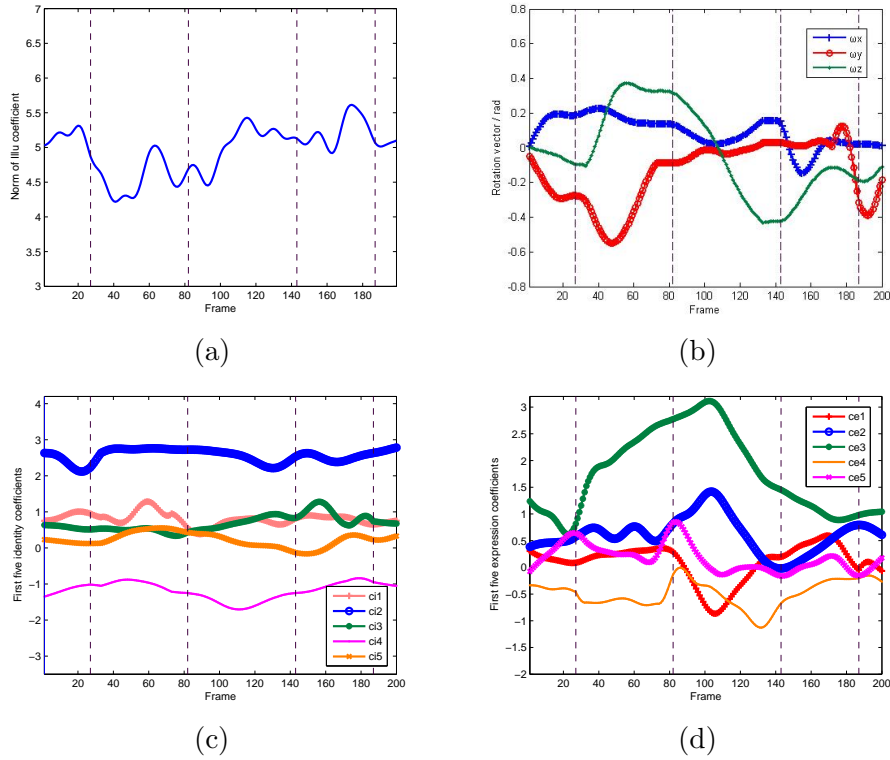 6
5.5
5
4.5
4
3.5
3
Norm of Illu coefficient
20 40 60 80 100 120 140 160 180
Frame
(a)
0.8
0.6
0.4
0.2
0
-0.2
-0.4
-0.6
-0.8
Rotation vector / rad
ωx
ωy
ωz
20 40 60 80 100 120 140 160 180 200
Frame
(b)
4
3
2
1
0
−1
−2
−3
First five identity coefficients
ci1
ci2
ci3
ci4
ci5
20 40 60 80 100 120 140 160 180 200
Frame
(c)
3
2.5
2
1.5
1
0.5
0
−0.5
−1
−1.5
−2
First five expression coefficients
ce1
ce2
ce3
ce4
ce5
20 40 60 80 100 120 140 160 180 200
Frame
(d)